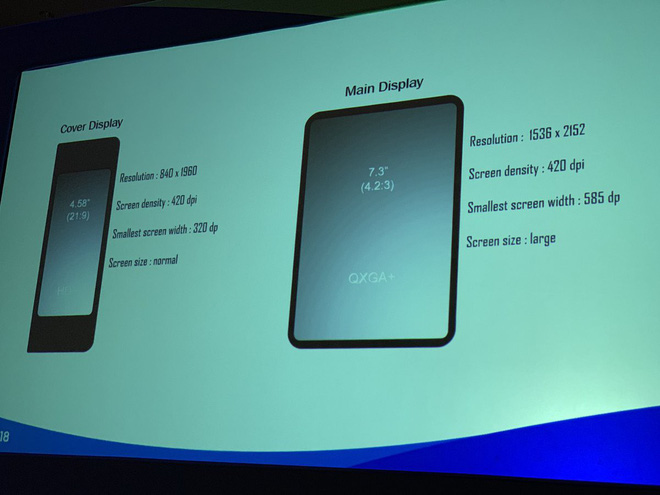 Cover Display
4.58"
(21:9)
Resolution : 840 x 1960
Screen density : 420 dpi
Smallest screen width : 320 dp
Screen size : normal
Main Display
7.3"
(4.2:3)
QXGA+
Resolution : 1536 x 2152
Screen density : 420 dpi
Smallest screen width : 585 dp
Screen size : large
18